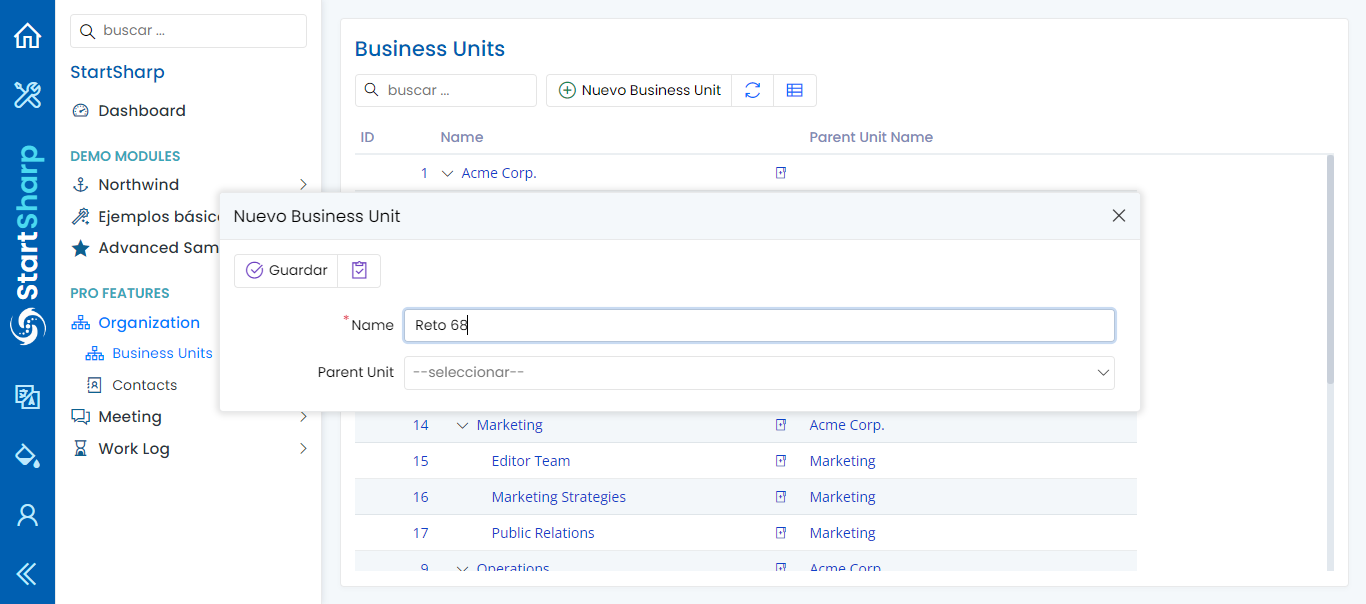 StartSharp
buscar ...
StartSharp
Dashboard
DEMO MODULES
Northwind
Ejemplos básic
Advanced Sam
PRO FEATURES
Organization
Business Units
Contacts
Meeting
Work Log
Business Units
buscar ...
Nuevo Business Unit
ID Name Parent Unit Name
1 Acme Corp.
Nuevo Business Unit
Guardar
* Name Reto 68
Parent Unit --seleccionar--
14 Marketing Acme Corp.
15 Editor Team Marketing
16 Marketing Strategies Marketing
17 Public Relations Marketing
9 Operations Acme Corp.